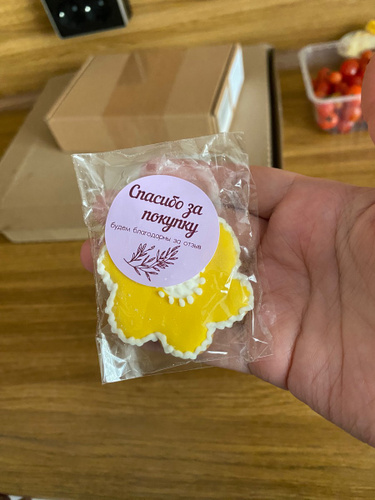 Спасибо за
покупку
будем благодарны за отзыв